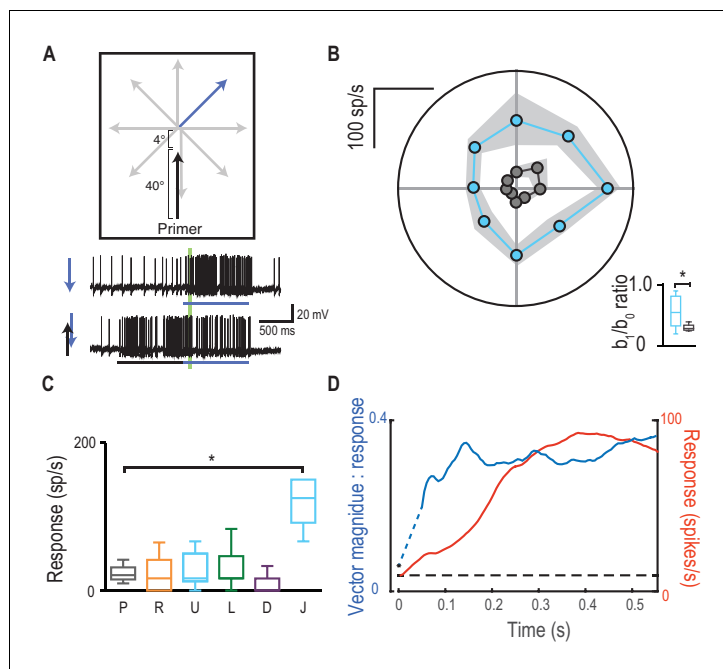 A
4°
40°
Primer
20 mV
500 ms
B
100 sp/s
1.0
*
0
b1/b0 ratio
C
200
*
Response (sp/s)
0
P R U L D J
D
0.4
100
Vector magnidue : response
Response (spikes/s)
*
0
0
0 0.1 0.2 0.3 0.4 0.5
Time (s)